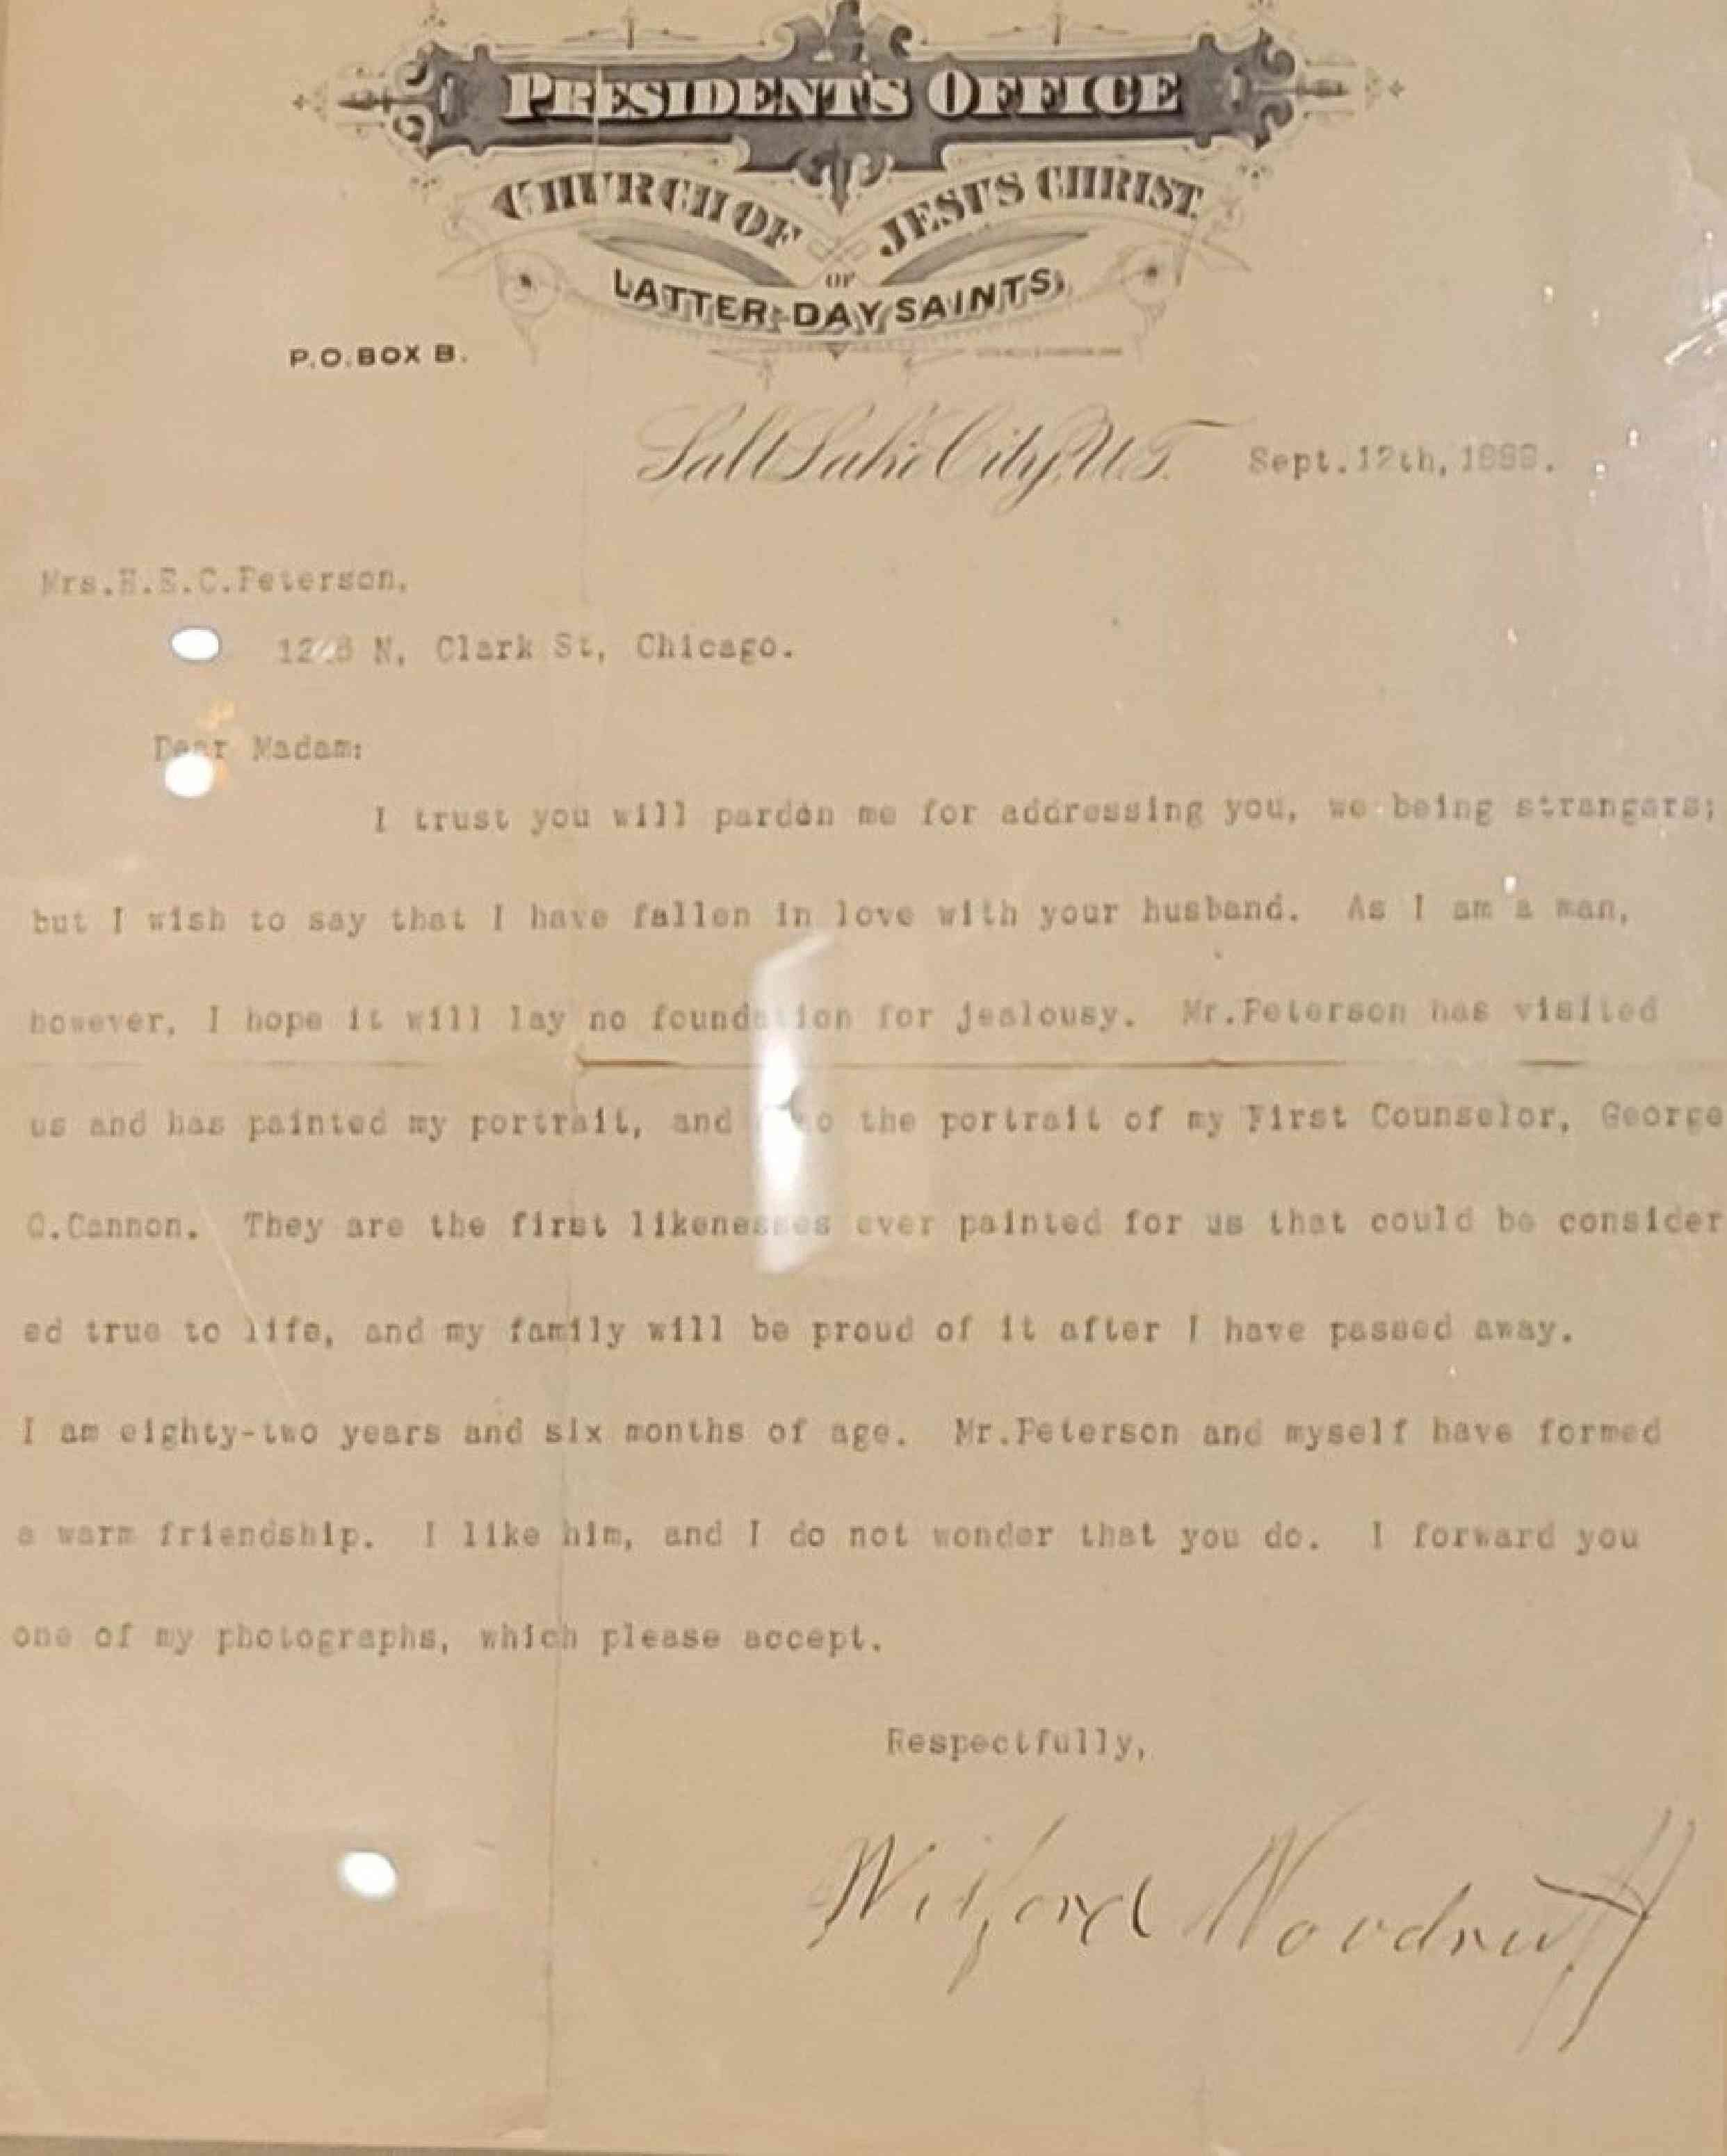 PRESIDENT'S OFFICE
CHURCH OF JESUS CHRIST
OF
LATTER-DAY SAINTS,
P.O.BOX B.
Salt Lake City, U.T. Sept.12th,
Mrs.H.E.C.Peterson,
N, Clark St, Chicago.
Dear Madam:
I trust you will pardon me for addressing you, we being strangers;
but I wish to say that I have fallen in love with your husband. As I am a man,
however, I hope it will lay no foundation for jealousy. Mr.Peterson has visited
us and has painted my portrait, and the portrait of my First Counselor, George
Q.Cannon. They are the first likenesses ever painted for us that could be consider
ed true to life, and my family will be proud of it after I have passed away.
I am eighty-two years and six months of age. Mr.Peterson and myself have formed
a warm friendship. I like him, and I do not wonder that you do. I forward you
one of my photographs, which please accept.
Respectfully,
Wilford Woodruff